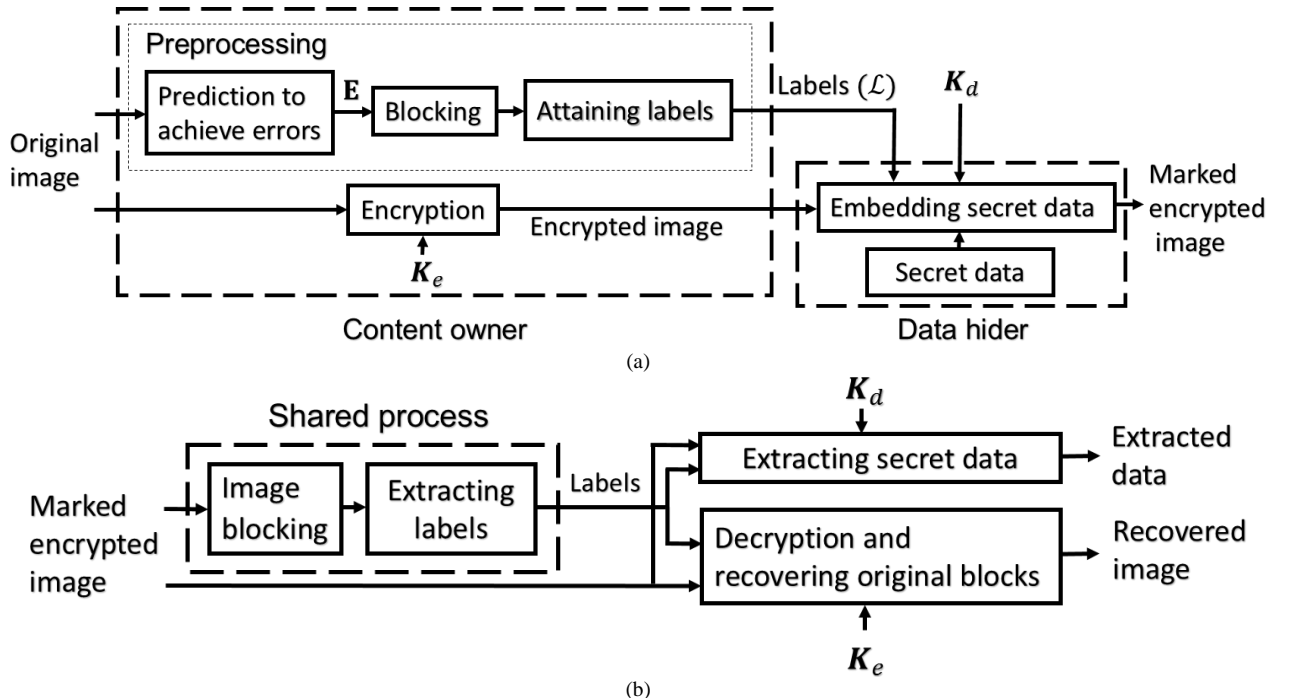 Preprocessing
Prediction to
achieve errors
E
Blocking
Attaining labels
Labels (ℒ)
K_d
Original
image
Encryption
Encrypted image
K_e
Embedding secret data
Secret data
Marked
encrypted
image
Content owner
Data hider
(a)
Shared process
K_d
Image
blocking
Extracting
labels
Labels
Extracting secret data
Extracted
data
Marked
encrypted
image
Decryption and
recovering original blocks
Recovered
image
K_e
(b)